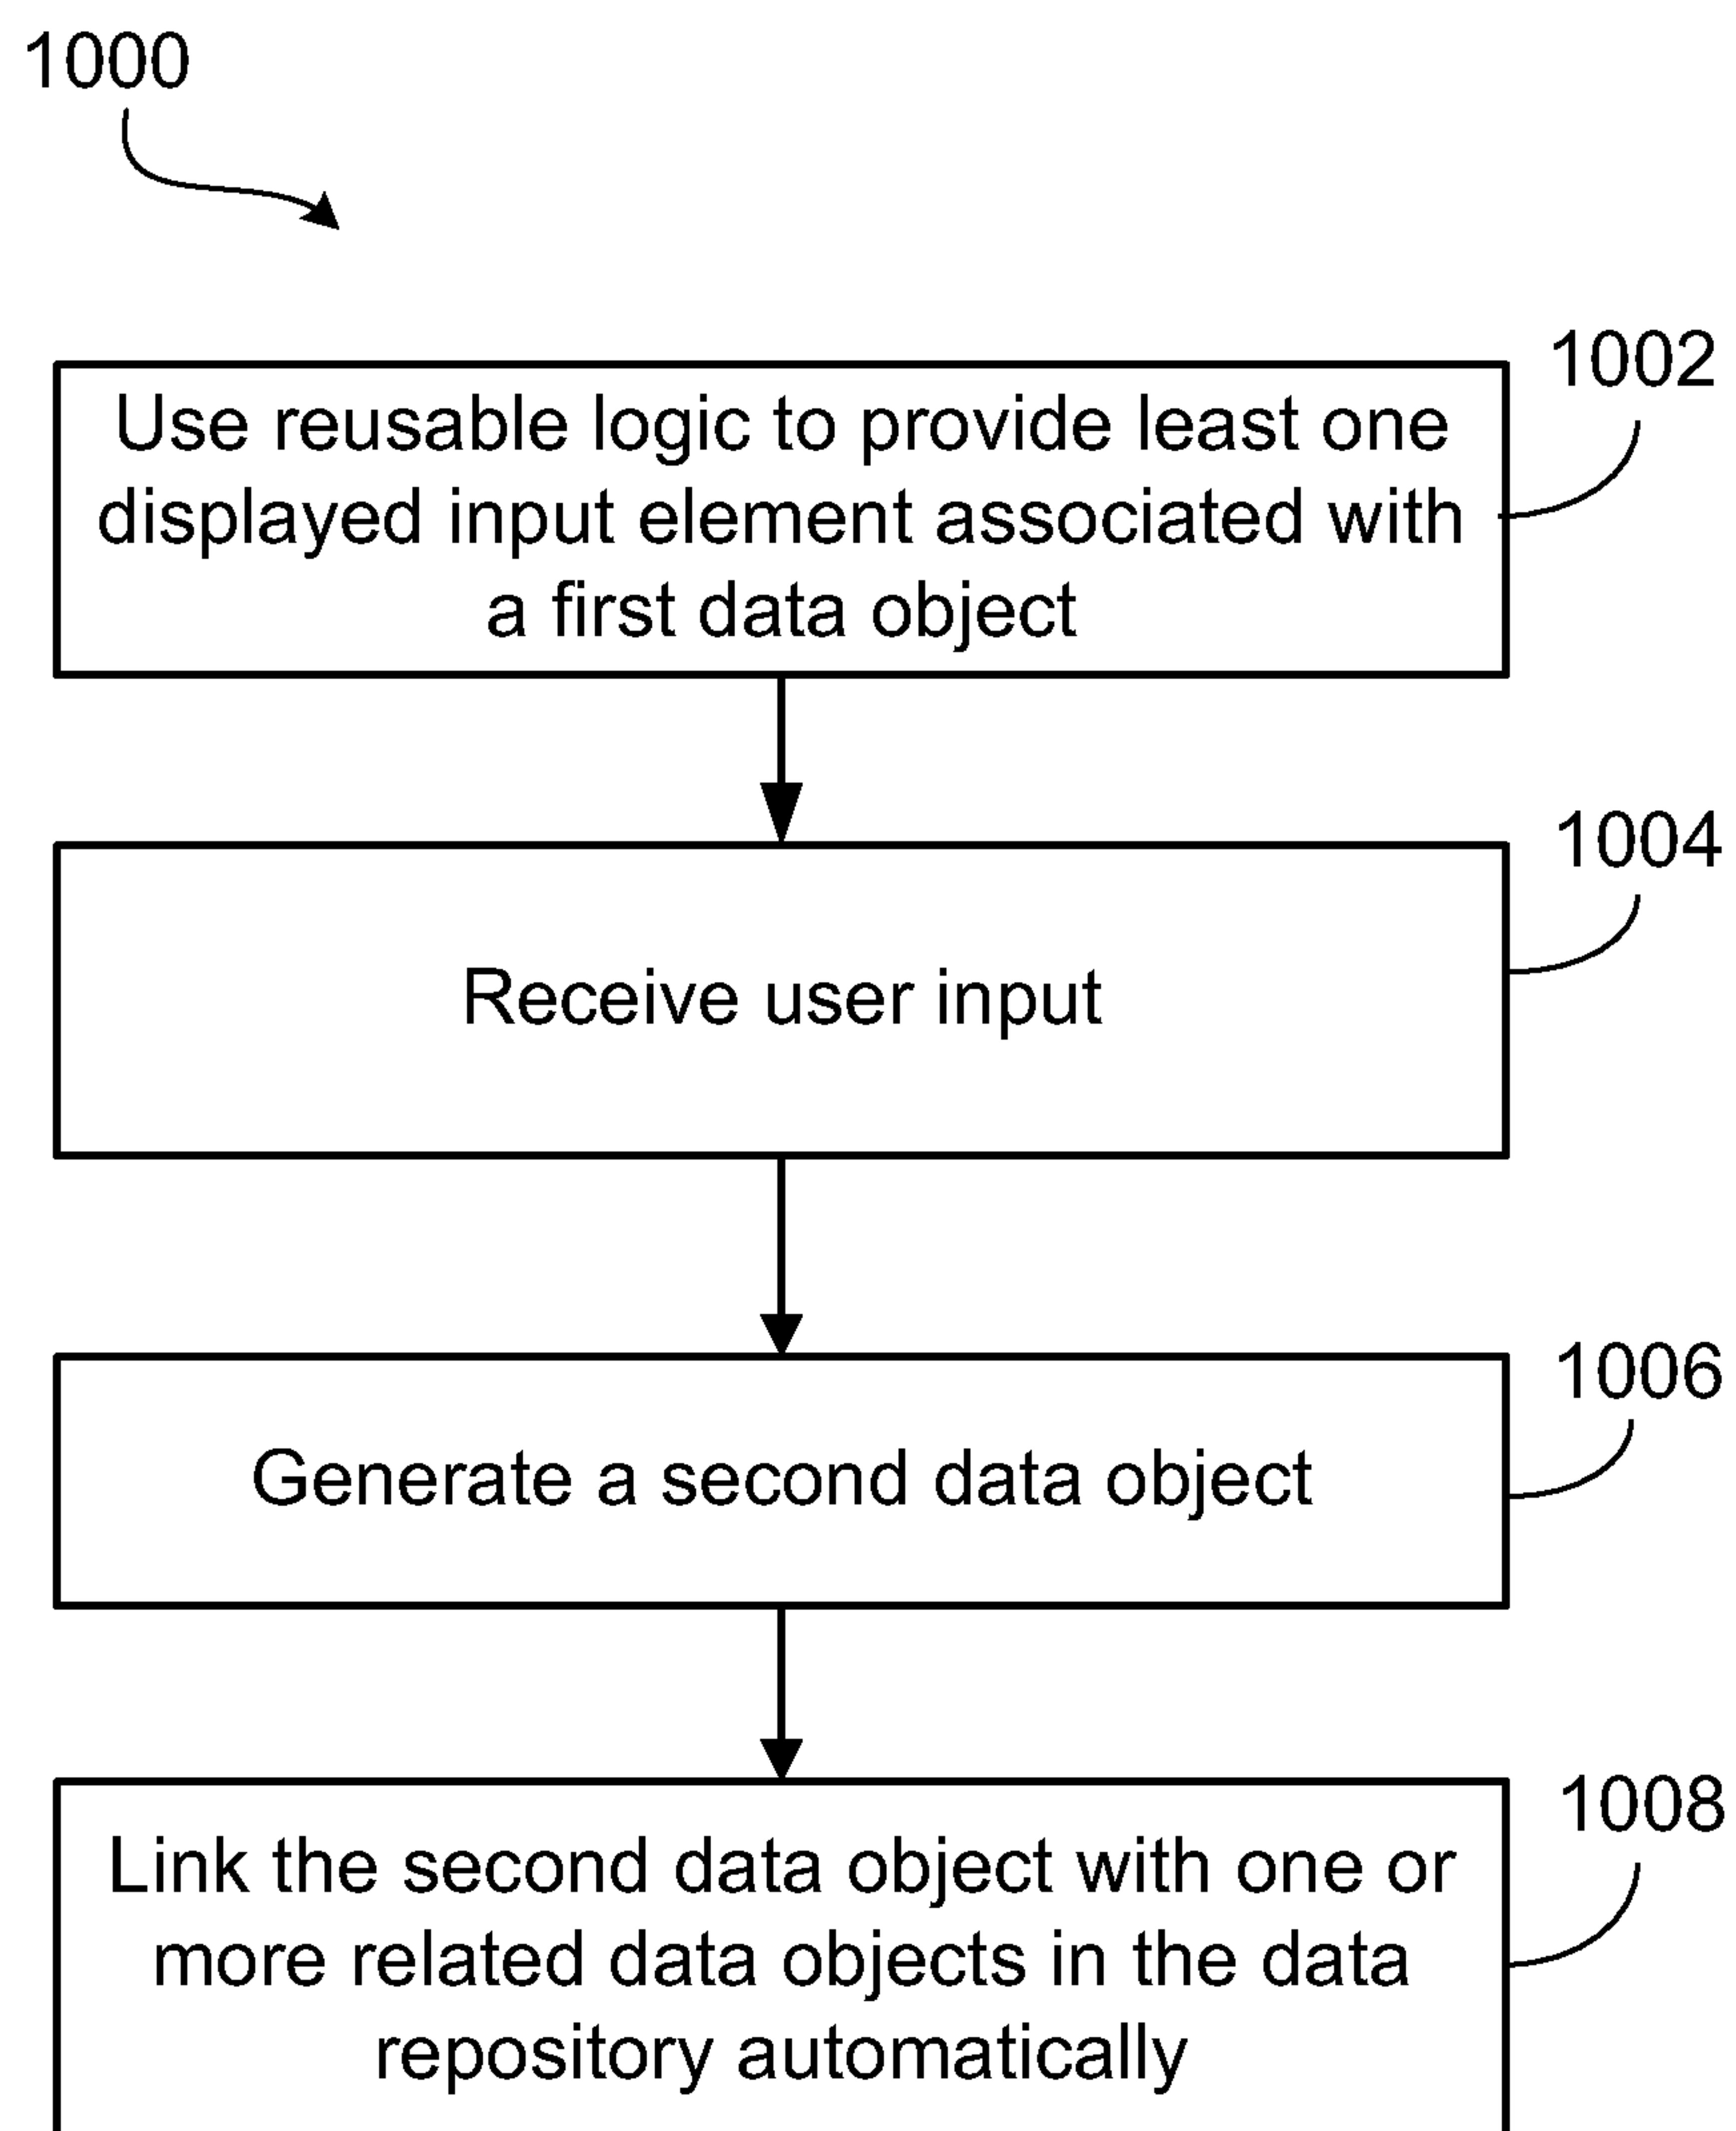 1000
1002
Use reusable logic to provide least one
displayed input element associated with
a first data object
1004
Receive user input
1006
Generate a second data object
1008
Link the second data object with one or
more related data objects in the data
repository automatically